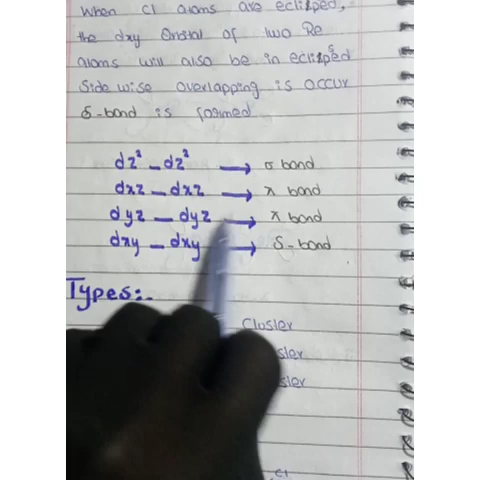 When Cl atoms are eclipsed,
the dxy Orbital of two Re
atoms will also be in eclipsed
Side wise overlapping is occur
δ-bond is formed
dz² – dz² → σ bond
dxz – dxz → π bond
dyz – dyz → π bond
dxy – dxy → δ-bond
Types:-
Cluster